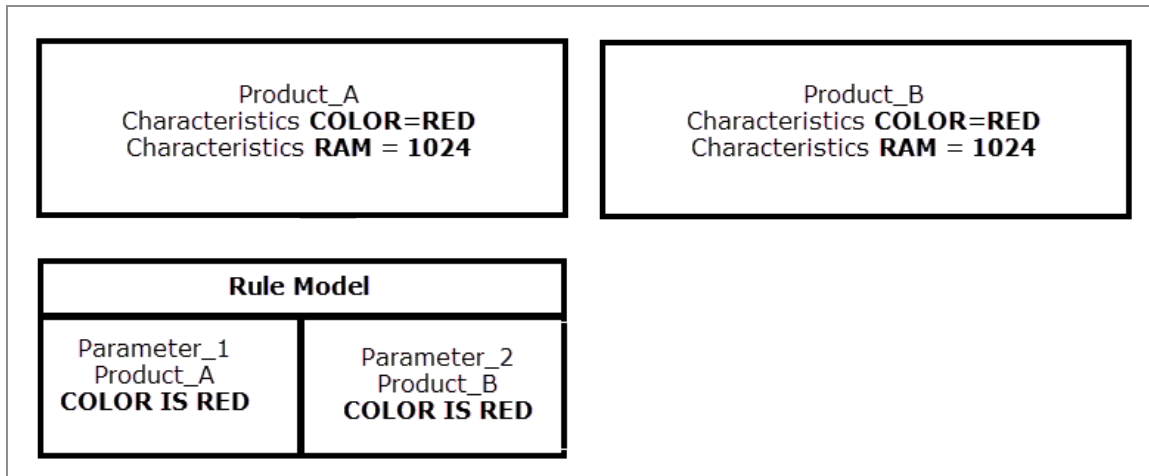 Product_A
Characteristics COLOR=RED
Characteristics RAM = 1024
Product_B
Characteristics COLOR=RED
Characteristics RAM = 1024
Rule Model
Parameter_1
Product_A
COLOR IS RED
Parameter_2
Product_B
COLOR IS RED